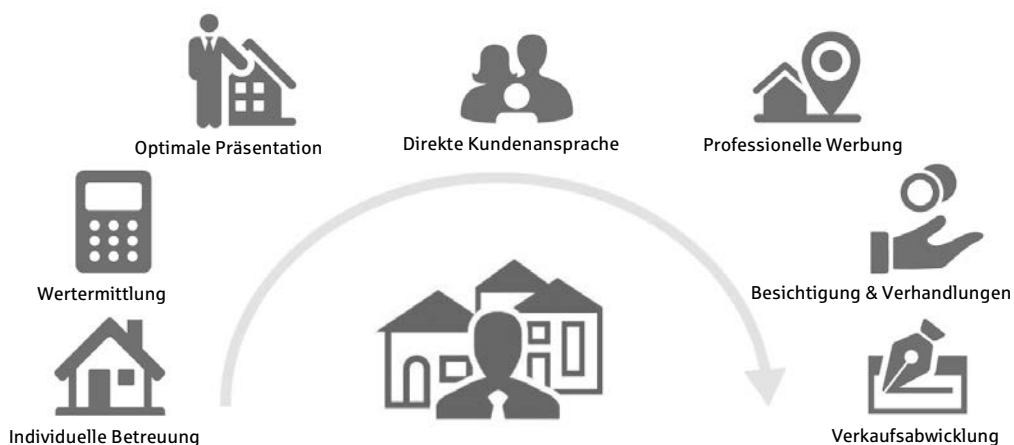 Optimale Präsentation
Direkte Kundenansprache
Professionelle Werbung
Wertermittlung
Besichtigung & Verhandlungen
Individuelle Betreuung
Verkaufsabwicklung